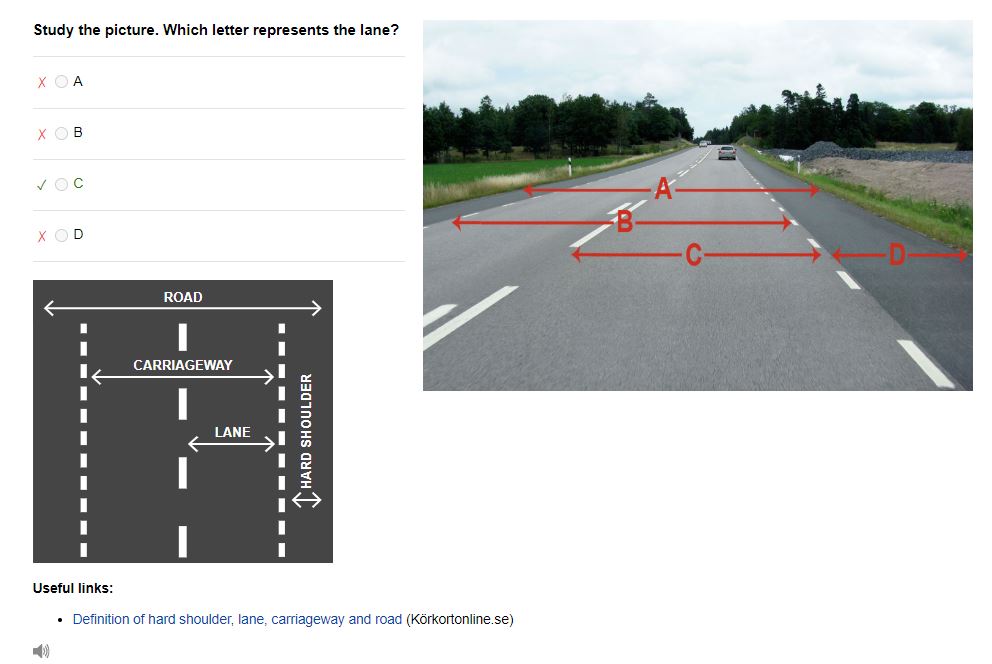 Study the picture. Which letter represents the lane?
A
B
C
D
A
B
C
D
ROAD
CARRIAGEWAY
LANE
HARD SHOULDER
Useful links:
Definition of hard shoulder, lane, carriageway and road (Körkortonline.se)